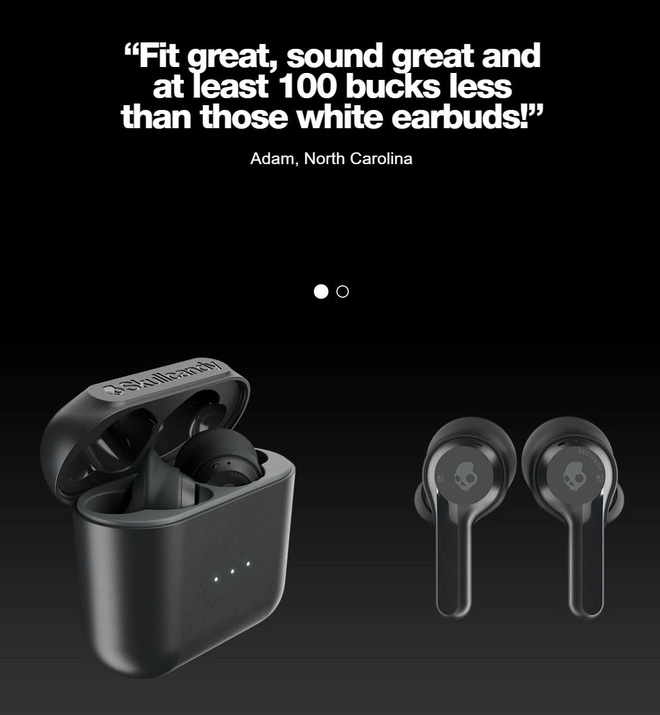 “Fit great, sound great and
at least 100 bucks less
than those white earbuds!”
Adam, North Carolina
Skullcandy